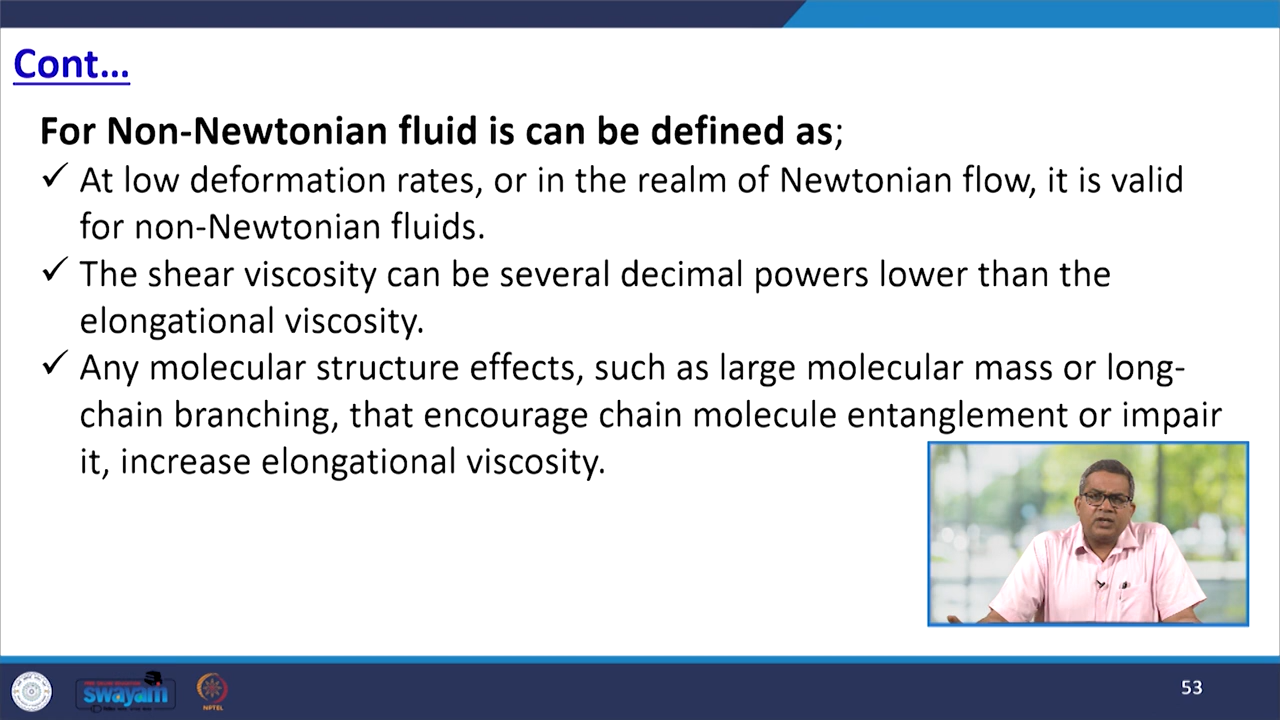 Cont...
For Non-Newtonian fluid is can be defined as;
✓ At low deformation rates, or in the realm of Newtonian flow, it is valid
for non-Newtonian fluids.
✓ The shear viscosity can be several decimal powers lower than the
elongational viscosity.
✓ Any molecular structure effects, such as large molecular mass or long-
chain branching, that encourage chain molecule entanglement or impair
it, increase elongational viscosity.
swayam
NPTEL
53